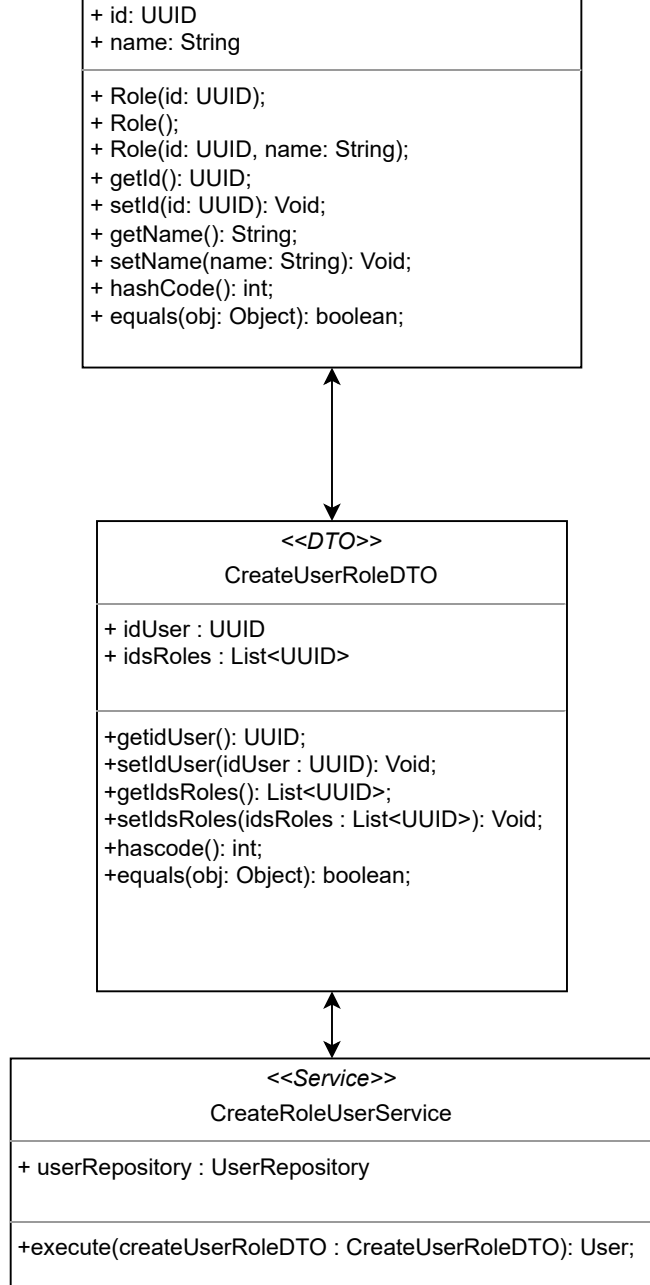 + id: UUID
+ name: String
+ Role(id: UUID);
+ Role();
+ Role(id: UUID, name: String);
+ getId(): UUID;
+ setId(id: UUID): Void;
+ getName(): String;
+ setName(name: String): Void;
+ hashCode(): int;
+ equals(obj: Object): boolean;
<<DTO>>
CreateUserRoleDTO
+ idUser : UUID
+ idsRoles : List<UUID>
+getidUser(): UUID;
+setIdUser(idUser : UUID): Void;
+getIdsRoles(): List<UUID>;
+setIdsRoles(idsRoles : List<UUID>): Void;
+hascode(): int;
+equals(obj: Object): boolean;
<<Service>>
CreateRoleUserService
+ userRepository : UserRepository
+execute(createUserRoleDTO : CreateUserRoleDTO): User;